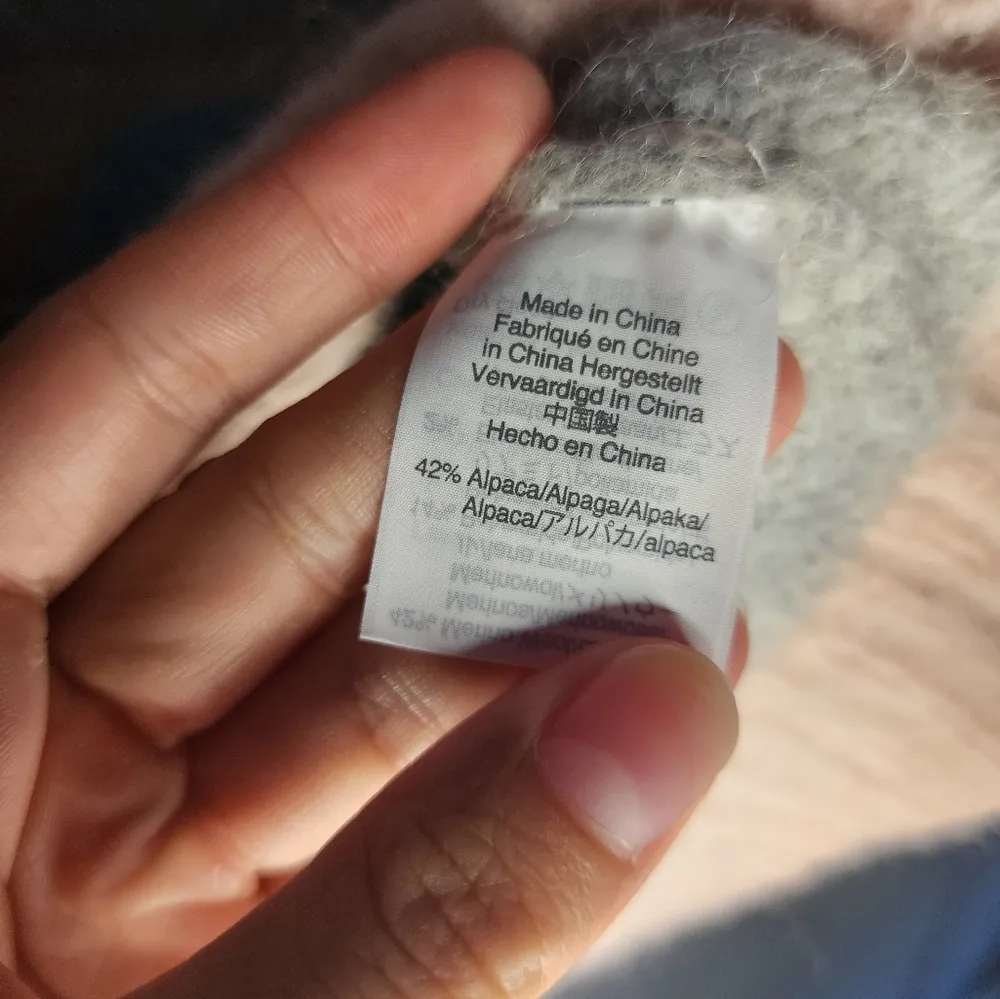 Made in China
Fabriqué en Chine
in China Hergestellt
Vervaardigd in China
中国製
Hecho en China
42% Alpaca/Alpaga/Alpaka/
Alpaca/アルパカ/alpaca